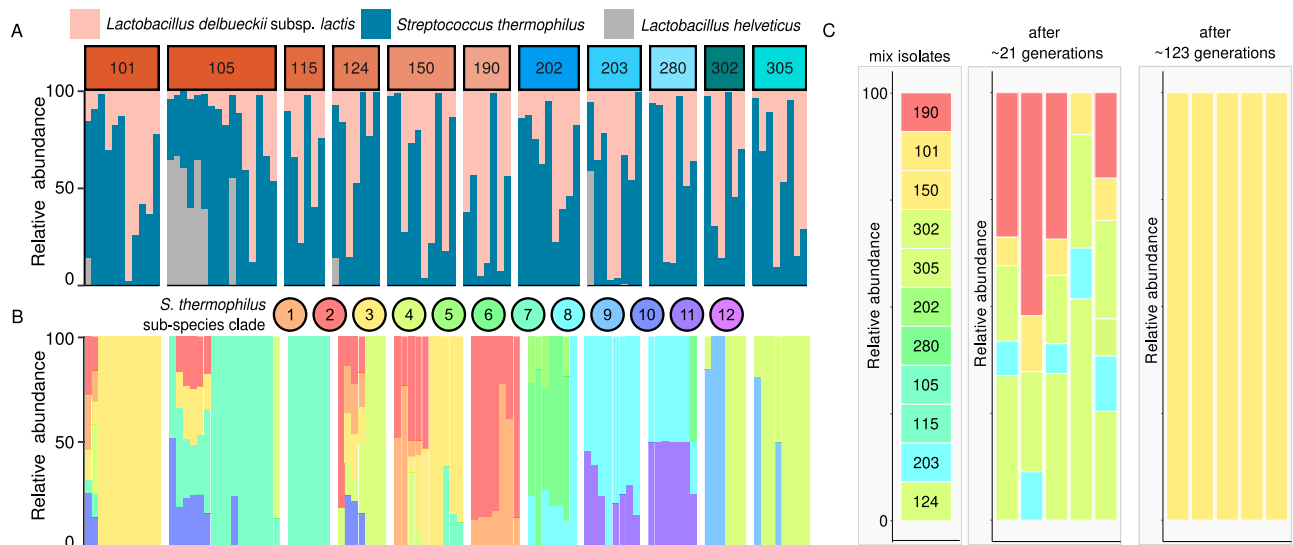 A
Lactobacillus delbueckii subsp. lactis
Streptococcus thermophilus
Lactobacillus helveticus
101
105
115
124
150
190
202
203
280
302
305
Relative abundance
100
50
0
B
S. thermophilus
sub-species clade
1
2
3
4
5
6
7
8
9
10
11
12
Relative abundance
100
50
0
C
mix isolates
after
~21 generations
after
~123 generations
Relative abundance
100
0
190
101
150
302
305
202
280
105
115
203
124
Relative abundance
Relative abundance